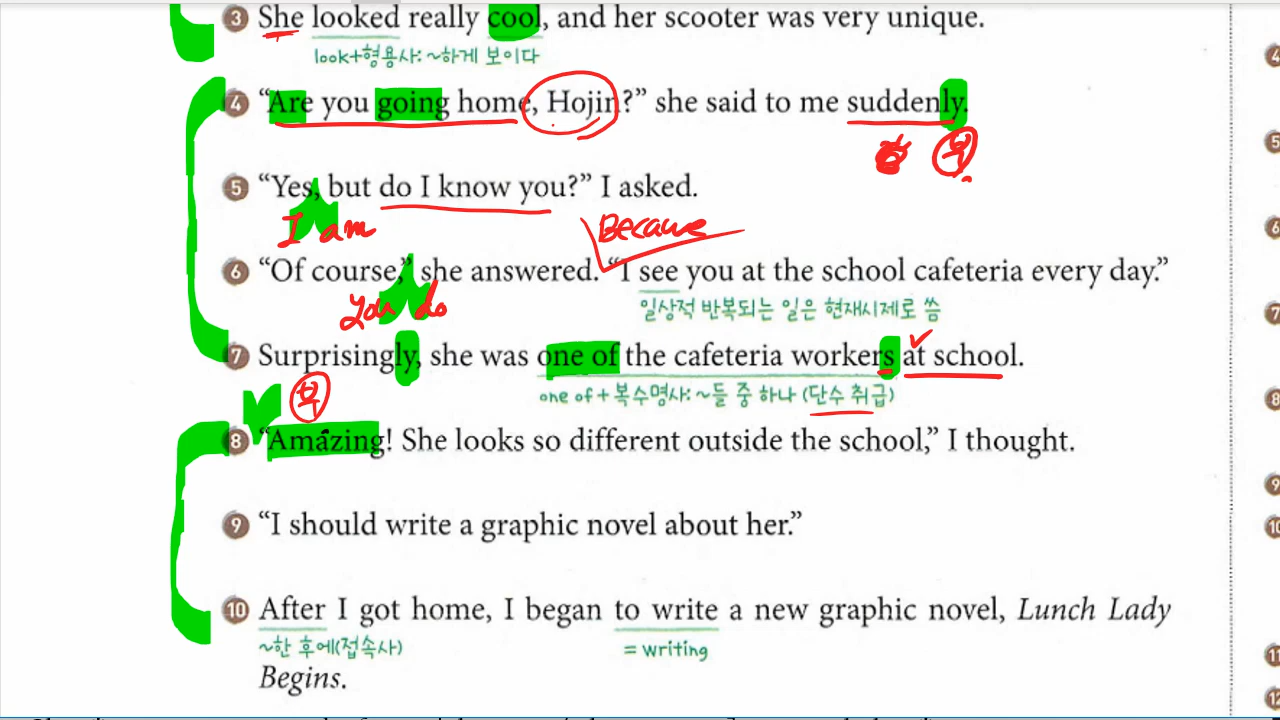 3 She looked really cool, and her scooter was very unique.
look+형용사: ~하게 보이다
4 “Are you going home, Hojin?” she said to me suddenly.
부
5 “Yes, but do I know you?” I asked.
I am
Because
6 “Of course,” she answered. “I see you at the school cafeteria every day.”
You do
일상적 반복되는 일은 현재시제로 씀
7 Surprisingly, she was one of the cafeteria workers at school.
one of + 복수명사: ~들 중 하나 (단수 취급)
부
8 “Amazing! She looks so different outside the school,” I thought.
9 “I should write a graphic novel about her.”
10 After I got home, I began to write a new graphic novel, Lunch Lady
~한 후에(접속사)
= writing
Begins.